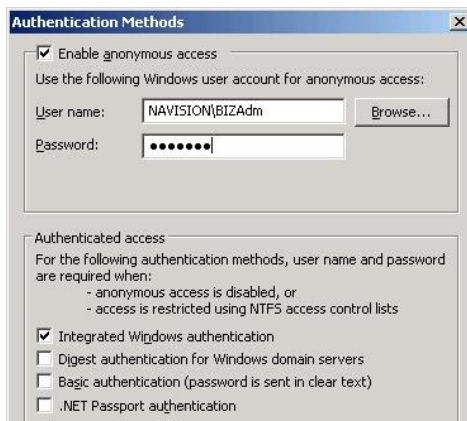 Authentication Methods
Enable anonymous access
Use the following Windows user account for anonymous access:
User name: NAVISION\BIZAdm Browse...
Password: •••••••
Authenticated access
For the following authentication methods, user name and password
are required when:
- anonymous access is disabled, or
- access is restricted using NTFS access control lists
Integrated Windows authentication
Digest authentication for Windows domain servers
Basic authentication (password is sent in clear text)
.NET Passport authentication